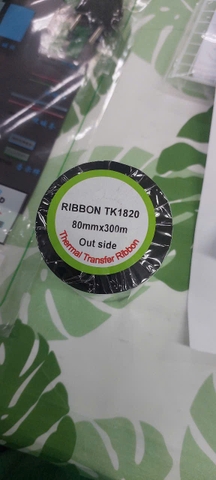 RIBBON TK1820
80mmx300m
Out side
Thermal Transfer Ribbon